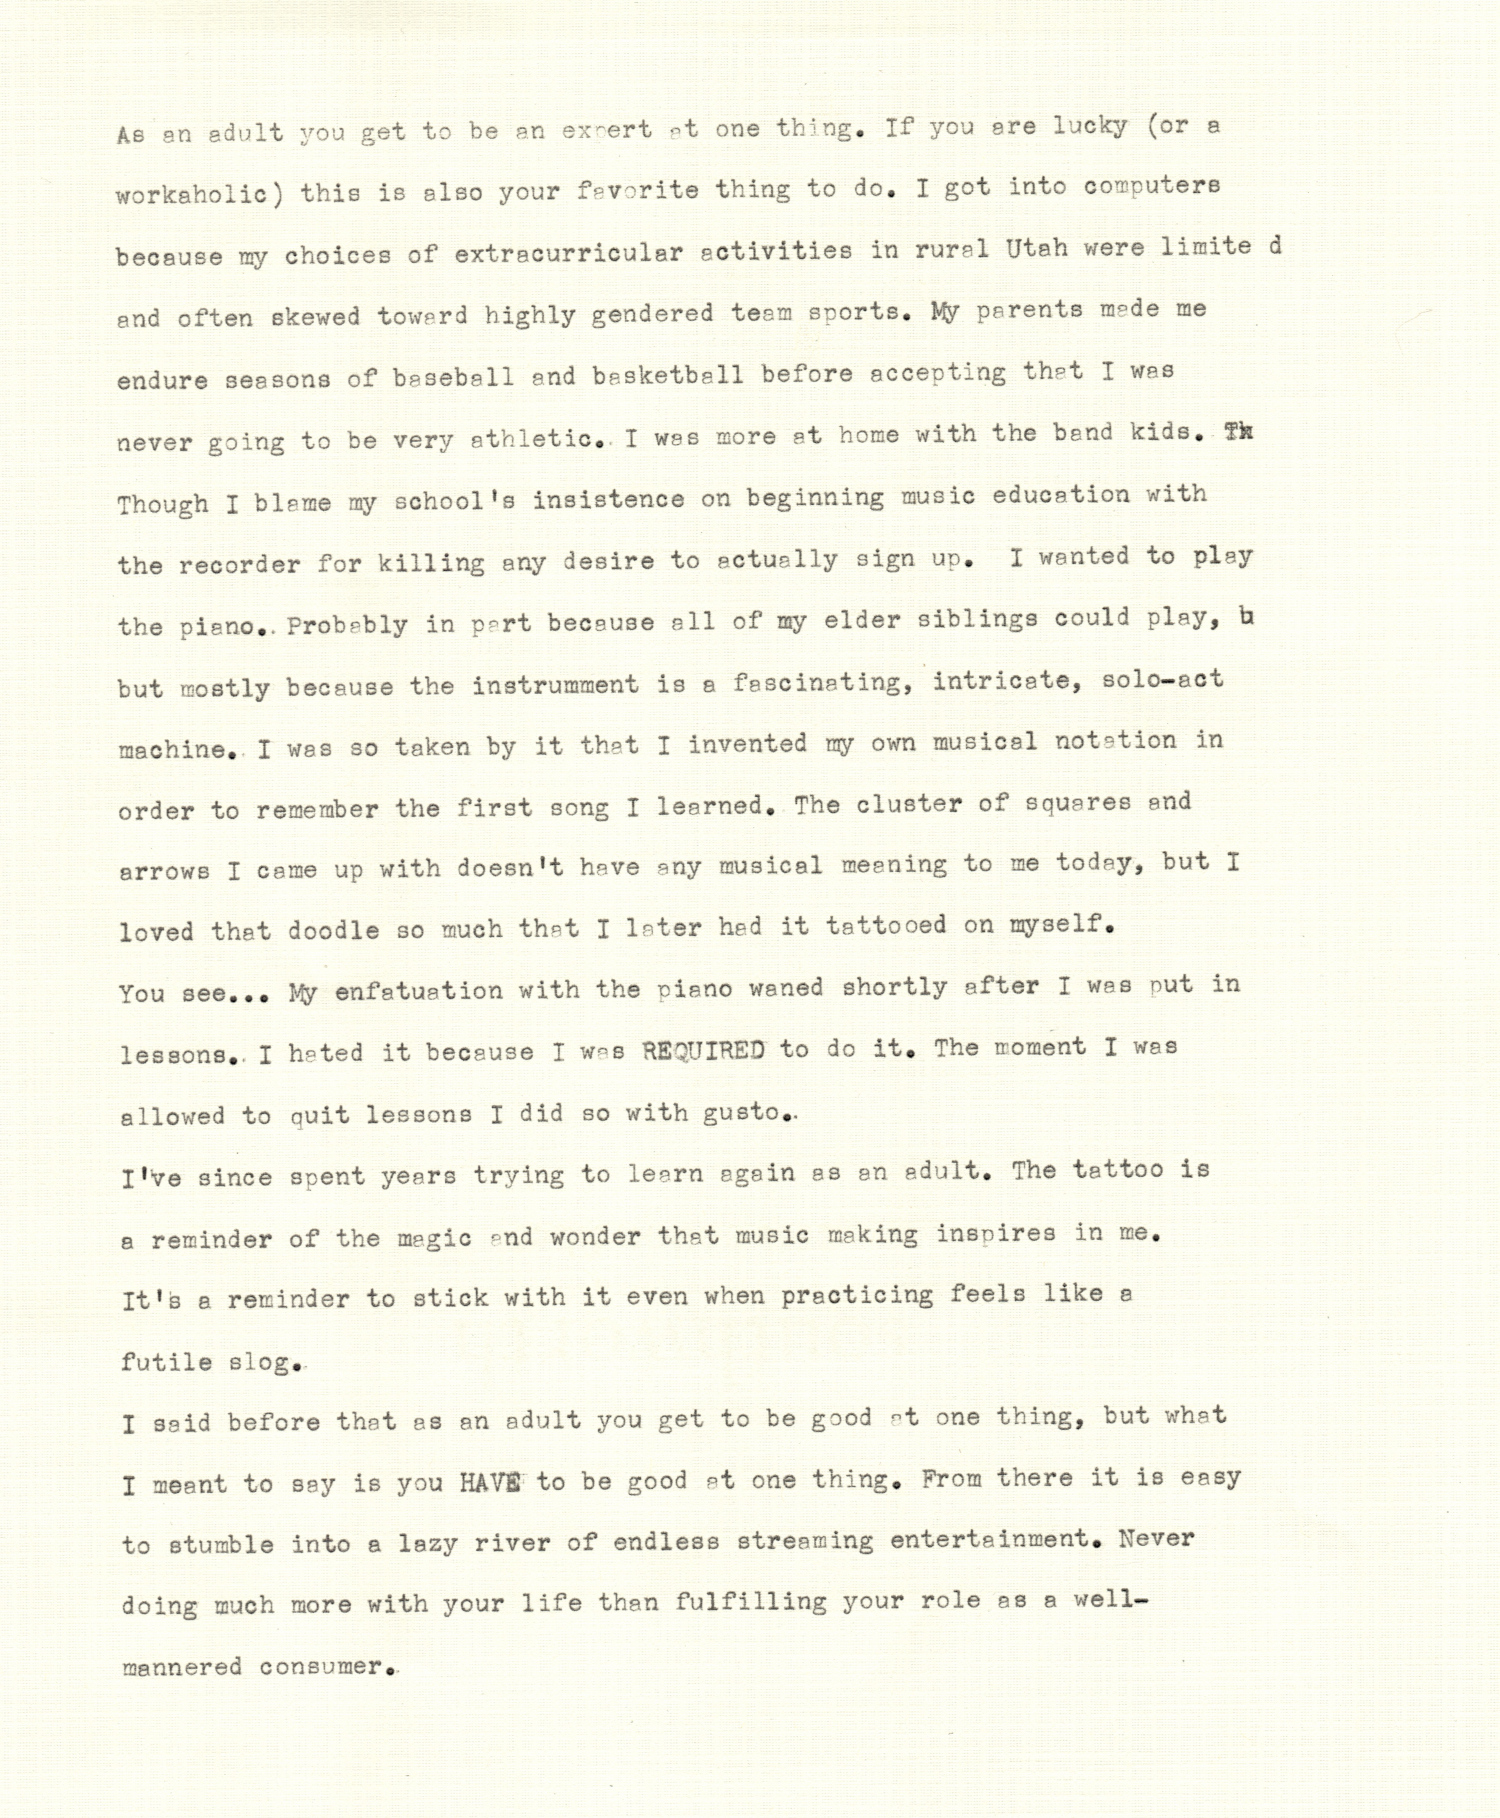 As an adult you get to be an expert at one thing. If you are lucky (or a
workaholic) this is also your favorite thing to do. I got into computers
because my choices of extracurricular activities in rural Utah were limite d
and often skewed toward highly gendered team sports. My parents made me
endure seasons of baseball and basketball before accepting that I was
never going to be very athletic. I was more at home with the band kids. Th
Though I blame my school's insistence on beginning music education with
the recorder for killing any desire to actually sign up.  I wanted to play
the piano. Probably in part because all of my elder siblings could play, b
but mostly because the instrumment is a fascinating, intricate, solo-act
machine. I was so taken by it that I invented my own musical notation in
order to remember the first song I learned. The cluster of squares and
arrows I came up with doesn't have any musical meaning to me today, but I
loved that doodle so much that I later had it tattooed on myself.
You see... My enfatuation with the piano waned shortly after I was put in
lessons. I hated it because I was REQUIRED to do it. The moment I was
allowed to quit lessons I did so with gusto.
I've since spent years trying to learn again as an adult. The tattoo is
a reminder of the magic and wonder that music making inspires in me.
It's a reminder to stick with it even when practicing feels like a
futile slog.
I said before that as an adult you get to be good at one thing, but what
I meant to say is you HAVE to be good at one thing. From there it is easy
to stumble into a lazy river of endless streaming entertainment. Never
doing much more with your life than fulfilling your role as a well-
mannered consumer.